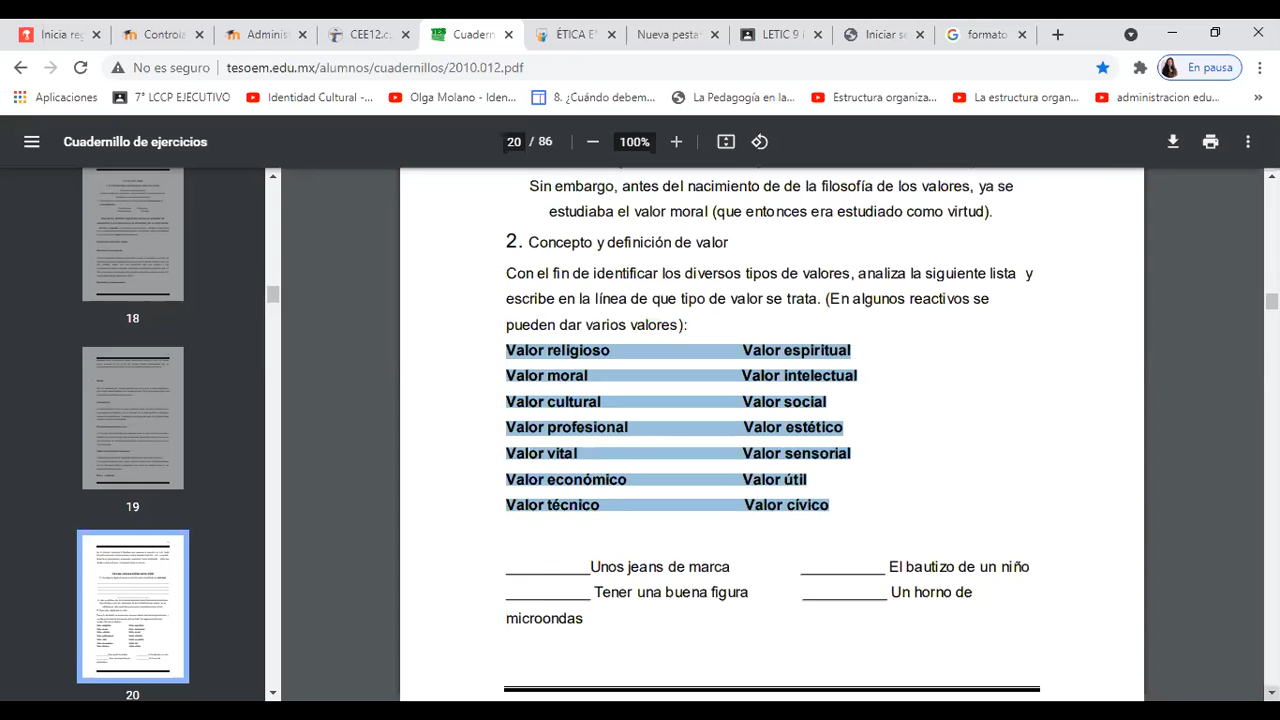 Inicia re
Controla
Adminis
CEE12.c
Cuadern
ÉTICA E
Nueva pesta
LETIC 9 i
Iniciar se
formato
No es seguro
tesoem.edu.mx/alumnos/cuadernillos/2010.012.pdf
En pausa
Aplicaciones
7° LCCP EJECUTIVO
Identidad Cultural -...
Olga Molano - Iden...
8. ¿Cuándo debem...
La Pedagogía en la...
Estructura organiza...
La estructura organ...
administracion edu...
»
Cuadernillo de ejercicios
20 / 86
100%
18
19
20
Sin embargo, antes del nacimiento de de la filosofía de los valores, ya se
estudiaba el valor moral (que entonces era estudiado como virtud).
2. Concepto y definición de valor
Con el fin de identificar los diversos tipos de valores, analiza la siguiente lista y
escribe en la línea de que tipo de valor se trata. (En algunos reactivos se
pueden dar varios valores):
Valor religioso Valor espiritual
Valor moral Valor intelectual
Valor cultural Valor social
Valor profesional Valor estético
Valor vital Valor sensorial
Valor económico Valor útil
Valor técnico Valor cívico
__________ Unos jeans de marca __________ El bautizo de un niño
__________ Tener una buena figura __________ Un horno de
microondas